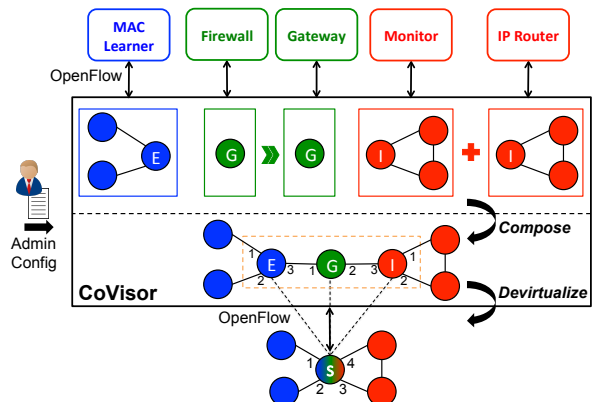 MAC Learner
Firewall
Gateway
Monitor
IP Router
OpenFlow
E
G
G
I
I
Admin Config
Compose
1
E
3
1
G
2
3
I
1
2
2
CoVisor
Devirtualize
OpenFlow
1
S
4
2
3